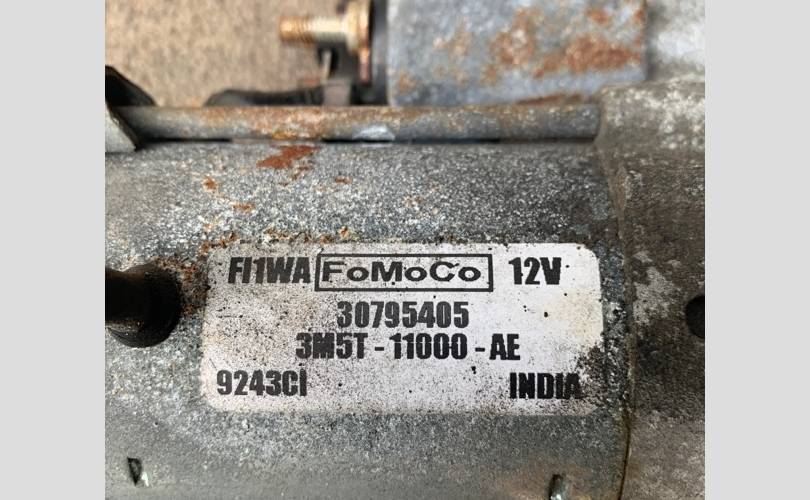 FI1WA FoMoCo 12V
30795405
3M5T-11000-AE
9243CI INDIA